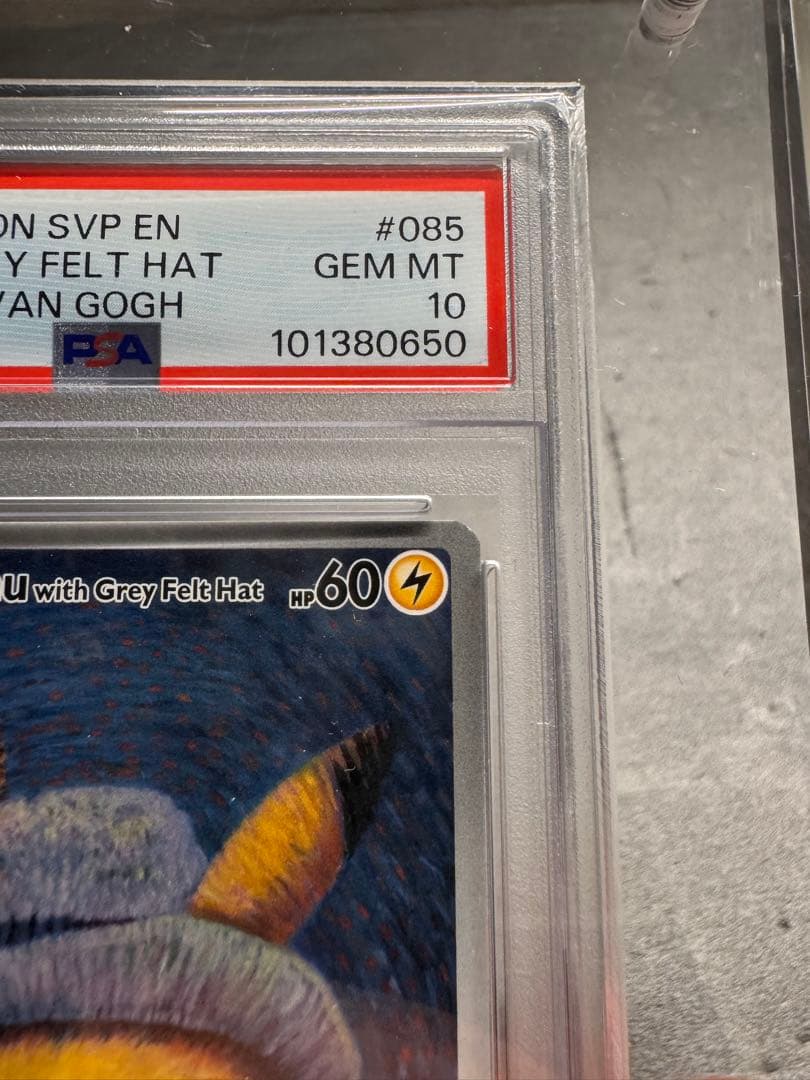 ON SVP EN #085
Y FELT HAT GEM MT
VAN GOGH 10
PSA 101380650
u with Grey Felt Hat HP60